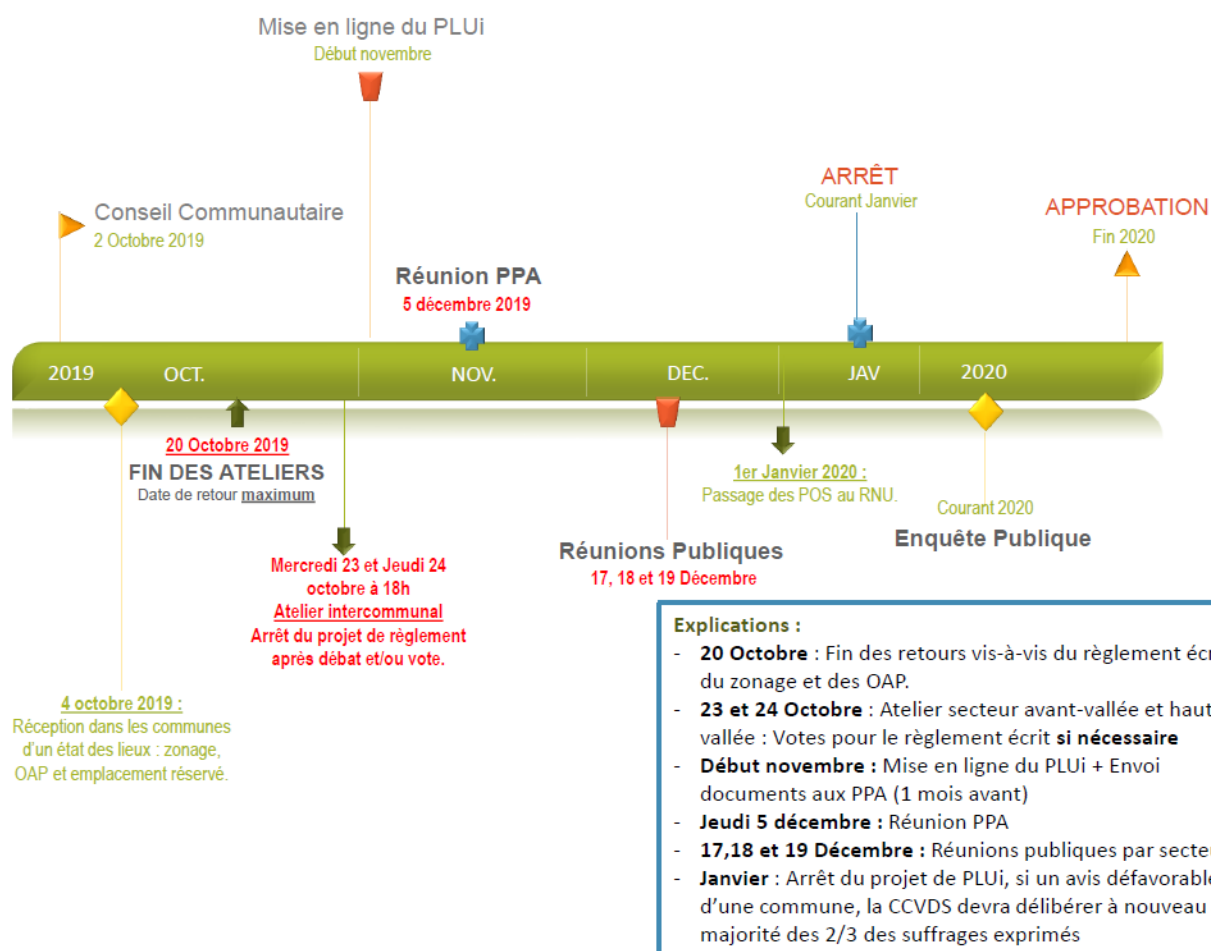 Mise en ligne du PLUi
Début novembre
ARRÊT
Courant Janvier
Conseil Communautaire
2 Octobre 2019
APPROBATION
Fin 2020
Réunion PPA
5 décembre 2019
2019 OCT. NOV. DEC. JAV 2020
20 Octobre 2019
FIN DES ATELIERS
Date de retour maximum
1er Janvier 2020 :
Passage des POS au RNU.
Courant 2020
Enquête Publique
Réunions Publiques
17, 18 et 19 Décembre
Mercredi 23 et Jeudi 24
octobre à 18h
Atelier intercommunal
Arrêt du projet de règlement
après débat et/ou vote.
4 octobre 2019 :
Réception dans les communes
d'un état des lieux : zonage,
OAP et emplacement réservé.
Explications :
- 20 Octobre : Fin des retours vis-à-vis du règlement écr
du zonage et des OAP.
- 23 et 24 Octobre : Atelier secteur avant-vallée et haut
vallée : Votes pour le règlement écrit si nécessaire
- Début novembre : Mise en ligne du PLUi + Envoi
documents aux PPA (1 mois avant)
- Jeudi 5 décembre : Réunion PPA
- 17,18 et 19 Décembre : Réunions publiques par secte
- Janvier : Arrêt du projet de PLUi, si un avis défavorable
d'une commune, la CCVDS devra délibérer à nouveau
majorité des 2/3 des suffrages exprimés